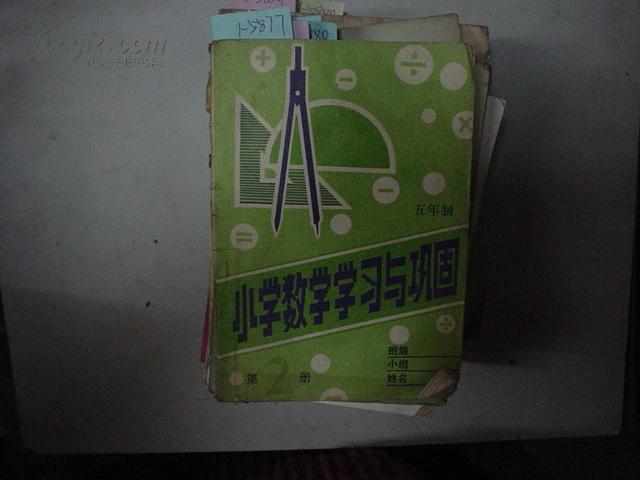 1-55877
五年制
小学数学学习与巩固
第2册
班级
小组
姓名